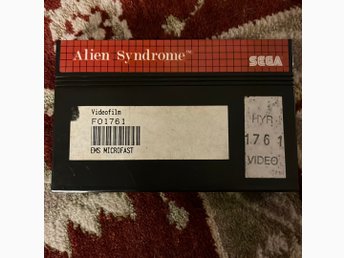 Alien Syndrome™
SEGA
Videofilm
F01761
EMS MICROFAST
HYR
1761
VIDEO